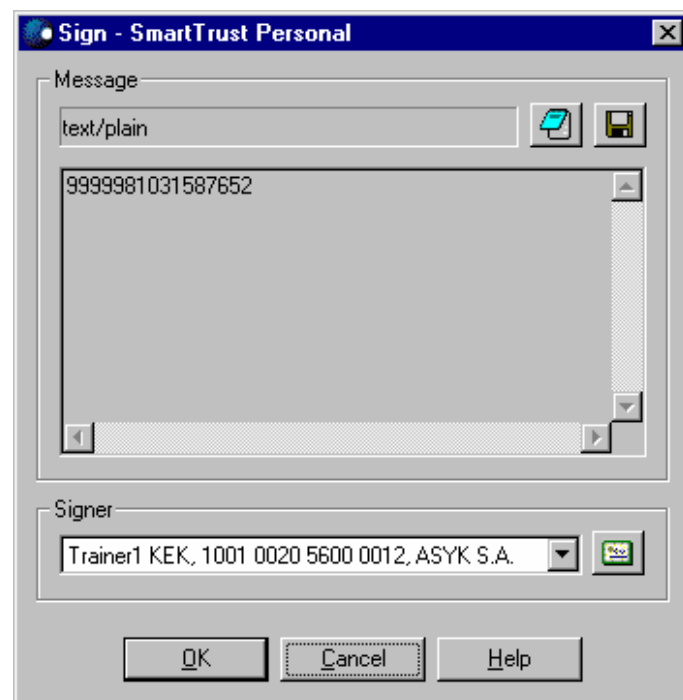 Sign - SmartTrust Personal
Message
text/plain
9999981031587652
Signer
Trainer1 KEK, 1001 0020 5600 0012, ASYK S.A.
OK Cancel Help